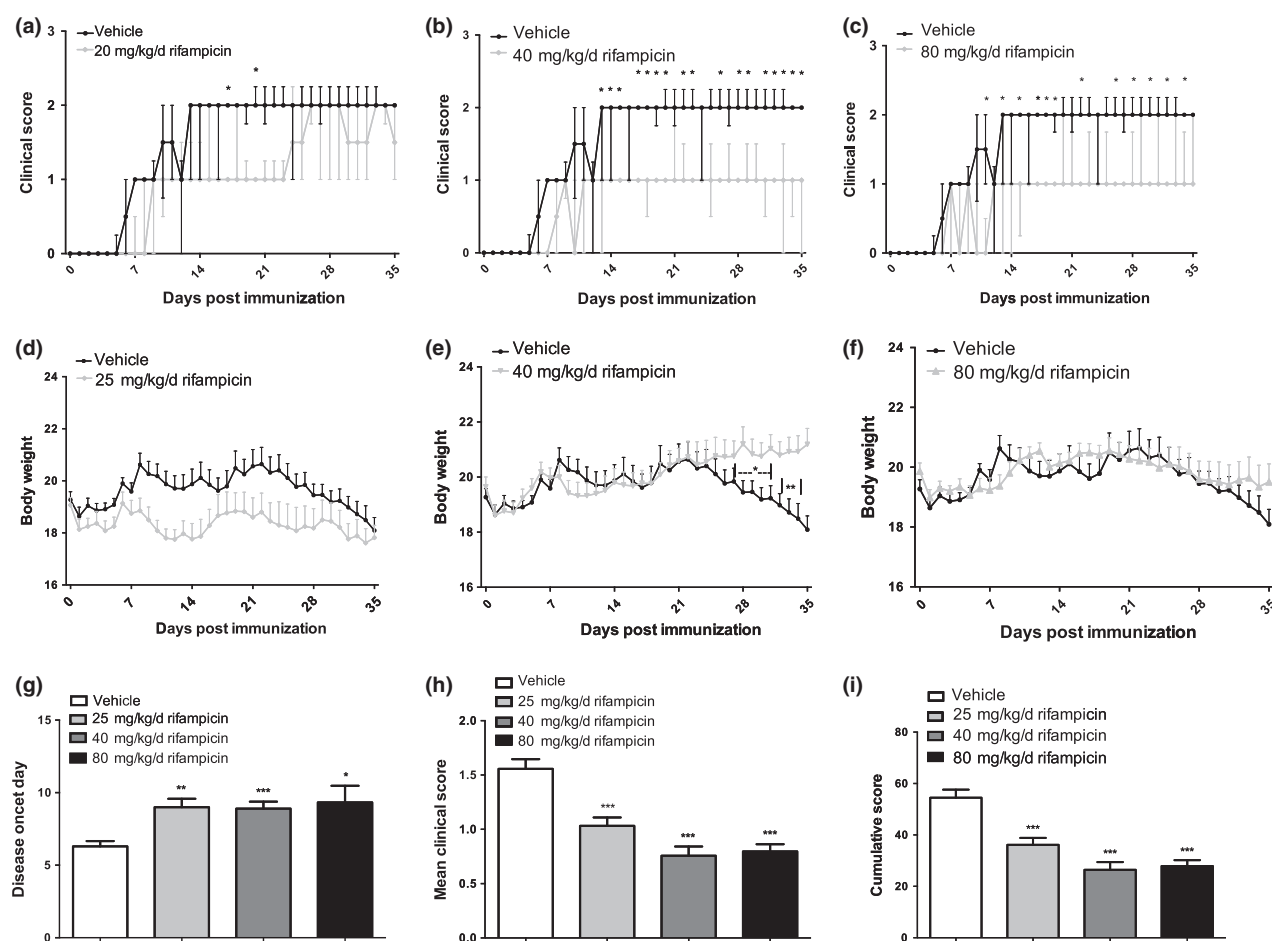 (a)
Vehicle
20 mg/kg/d rifampicin
Clinical score
3
2
1
0
* *
0 7 14 21 28 35
Days post immunization
(b)
Vehicle
40 mg/kg/d rifampicin
Clinical score
3
2
1
0
0 7 14 21 28 35
Days post immunization
(c)
Vehicle
80 mg/kg/d rifampicin
Clinical score
3
2
1
0
0 7 14 21 28 35
Days post immunization
(d)
Vehicle
25 mg/kg/d rifampicin
Body weight
24
22
20
18
16
0 7 14 21 28 35
Days post immunization
(e)
Vehicle
40 mg/kg/d rifampicin
Body weight
24
22
20
18
16
*
**
0 7 14 21 28 35
Days post immunization
(f)
Vehicle
80 mg/kg/d rifampicin
Body weight
24
22
20
18
16
0 7 14 21 28 35
Days post immunization
(g)
Vehicle
25 mg/kg/d rifampicin
40 mg/kg/d rifampicin
80 mg/kg/d rifampicin
Disease oncet day
15
10
5
0
** *** *
(h)
Vehicle
25 mg/kg/d rifampicin
40 mg/kg/d rifampicin
80 mg/kg/d rifampicin
Mean clinical score
2.0
1.5
1.0
0.5
0.0
*** *** ***
(i)
Vehicle
25 mg/kg/d rifampicin
40 mg/kg/d rifampicin
80 mg/kg/d rifampicin
Cumulative score
80
60
40
20
0
*** *** ***